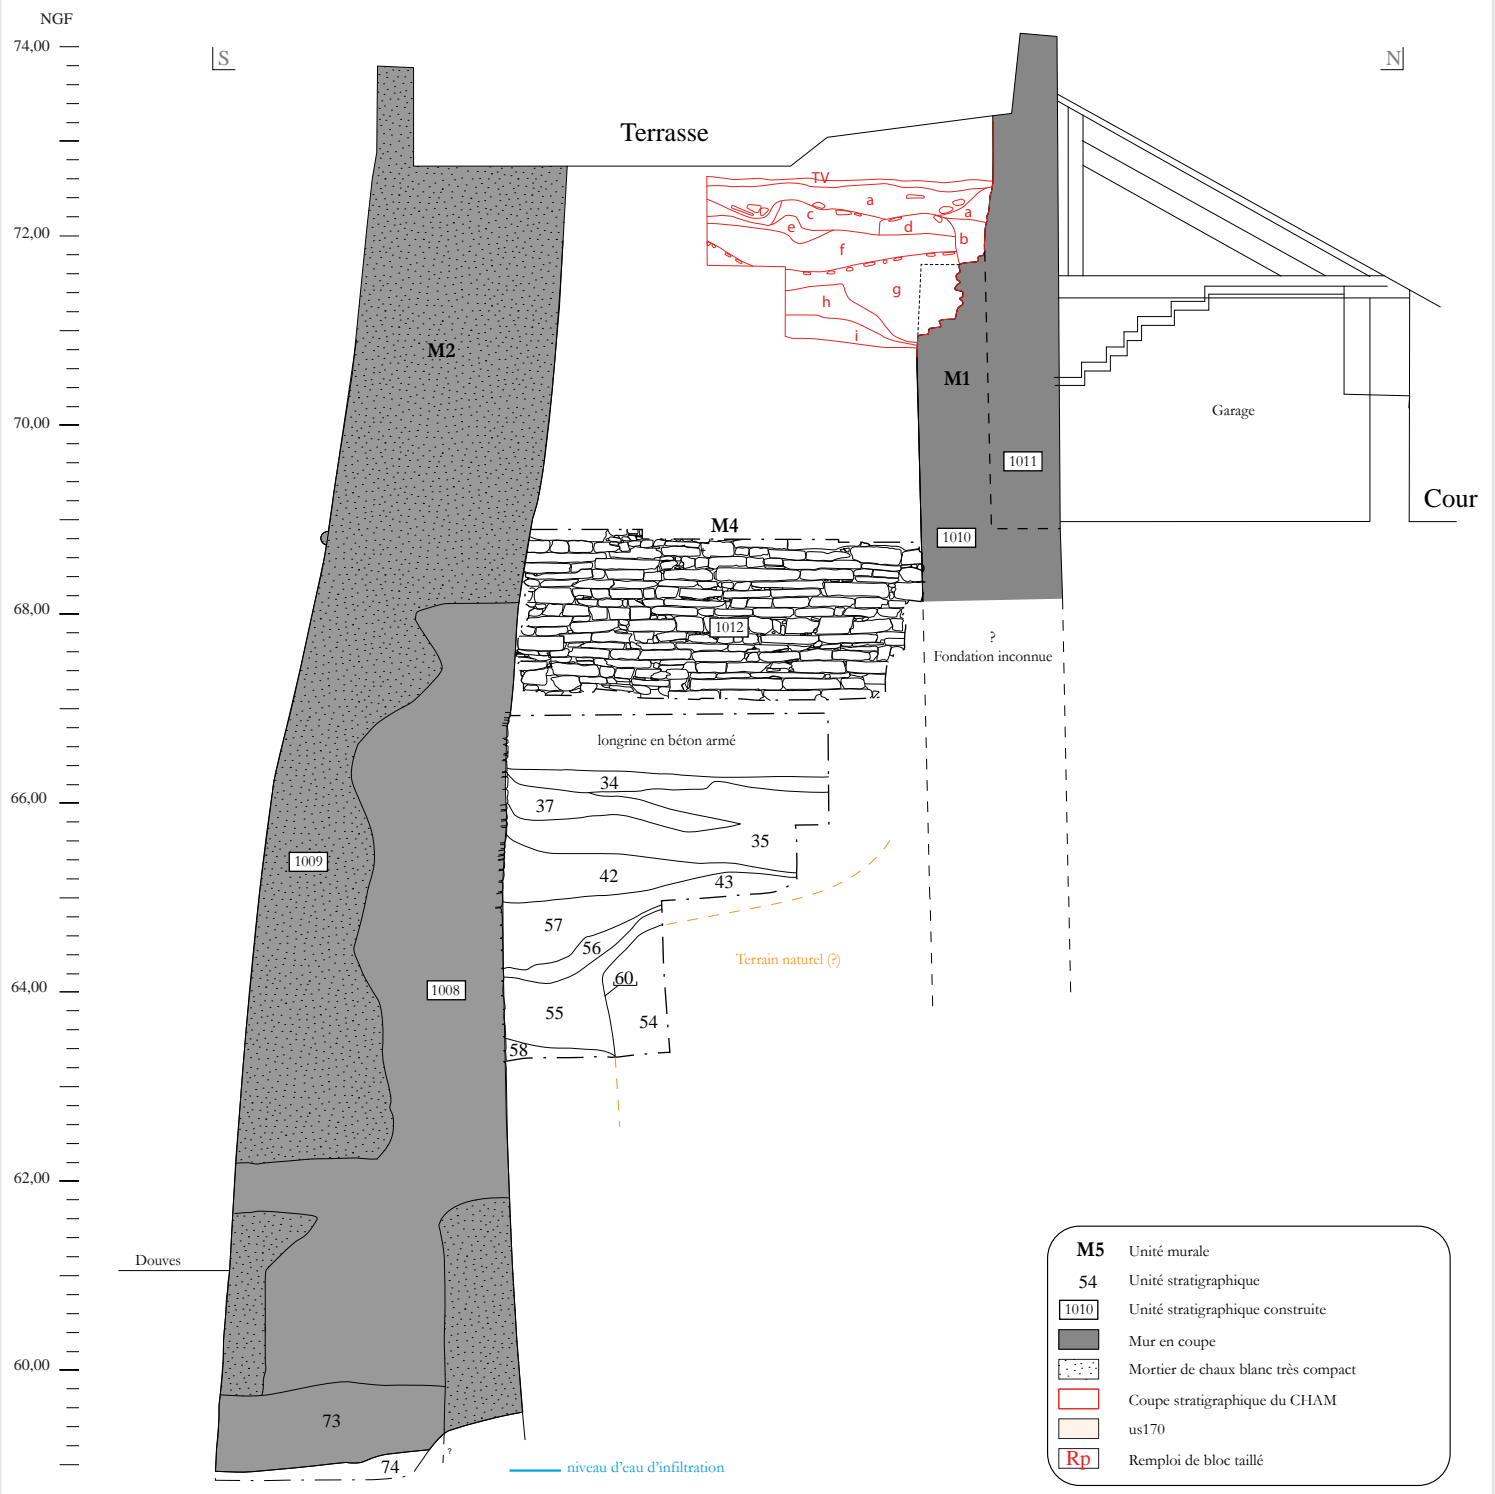 NGF
74,00
S
N
Terrasse
TV
a
c
a
e
d
b
72,00
f
g
h
i
M2
M1
70,00
Garage
1011
Cour
M4
1010
68,00
1012
?
Fondation inconnue
longrine en béton armé
34
66,00
37
35
1009
42
43
57
56
Terrain naturel (?)
60
64,00
1008
55
54
58
62,00
Douves
60,00
73
?
74
niveau d'eau d'infiltration
M5 Unité murale
54 Unité stratigraphique
1010 Unité stratigraphique construite
Mur en coupe
Mortier de chaux blanc très compact
Coupe stratigraphique du CHAM
us170
Rp Remploi de bloc taillé